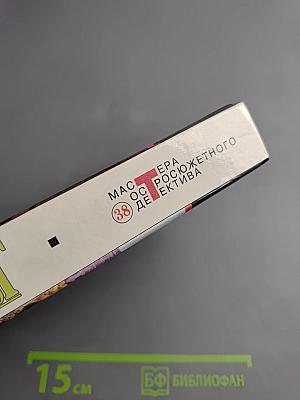 МАСТЕРА
ОСТРОСЮЖЕТНОГО
ДЕТЕКТИВА
38
15 см
БФ БИБЛИОФАН